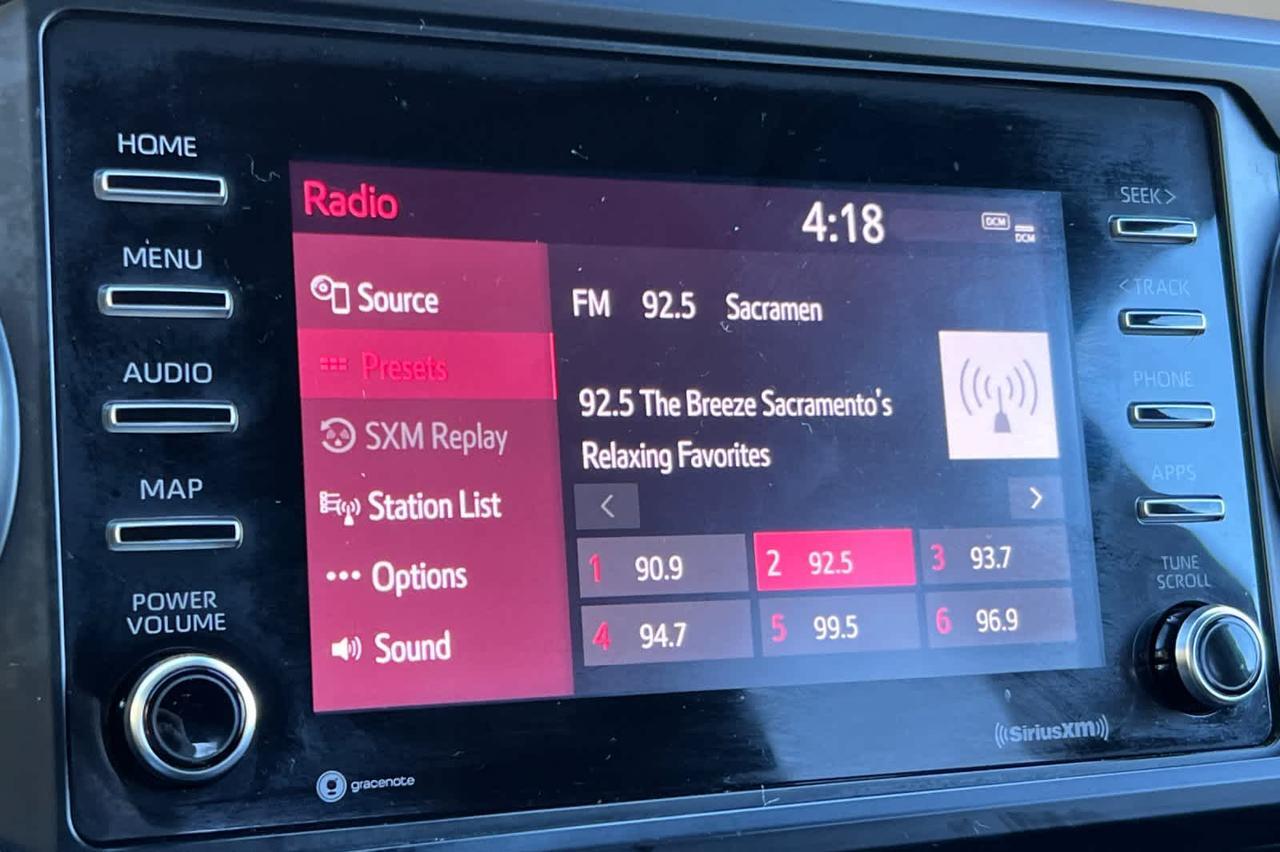 HOME
MENU
AUDIO
MAP
POWER
VOLUME
Radio
4:18
DCM
DCM
Source
Presets
SXM Replay
Station List
Options
Sound
FM 92.5 Sacramen
92.5 The Breeze Sacramento's
Relaxing Favorites
< >
1 90.9 2 92.5 3 93.7
4 94.7 5 99.5 6 96.9
SEEK >
< TRACK
PHONE
APPS
TUNE
SCROLL
gracenote
((SiriusXM))